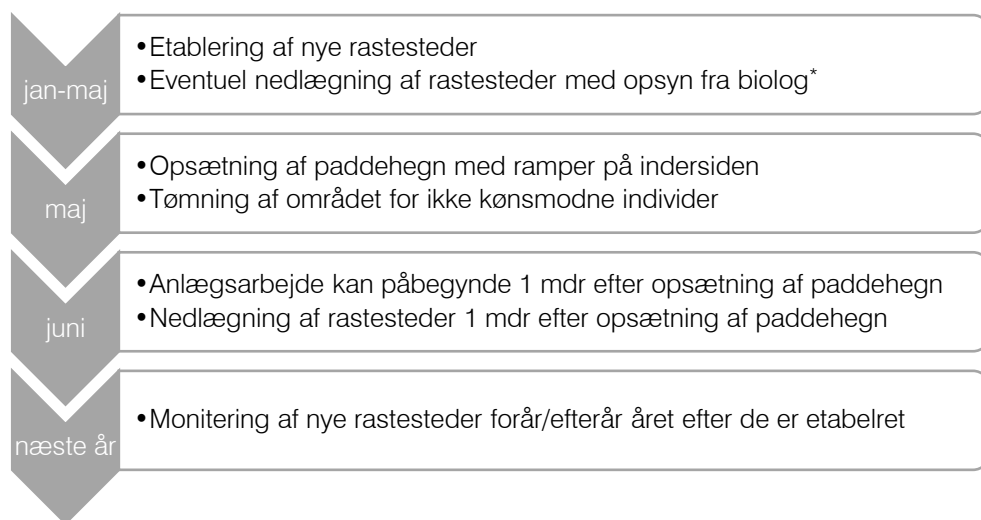 jan-maj
•Etablering af nye rastesteder
•Eventuel nedlægning af rastesteder med opsyn fra biolog*
maj
•Opsætning af paddehegn med ramper på indersiden
•Tømning af området for ikke kønsmodne individer
juni
•Anlægsarbejde kan påbegynde 1 mdr efter opsætning af paddehegn
•Nedlægning af rastesteder 1 mdr efter opsætning af paddehegn
næste år
•Monitering af nye rastesteder forår/efterår året efter de er etabelret